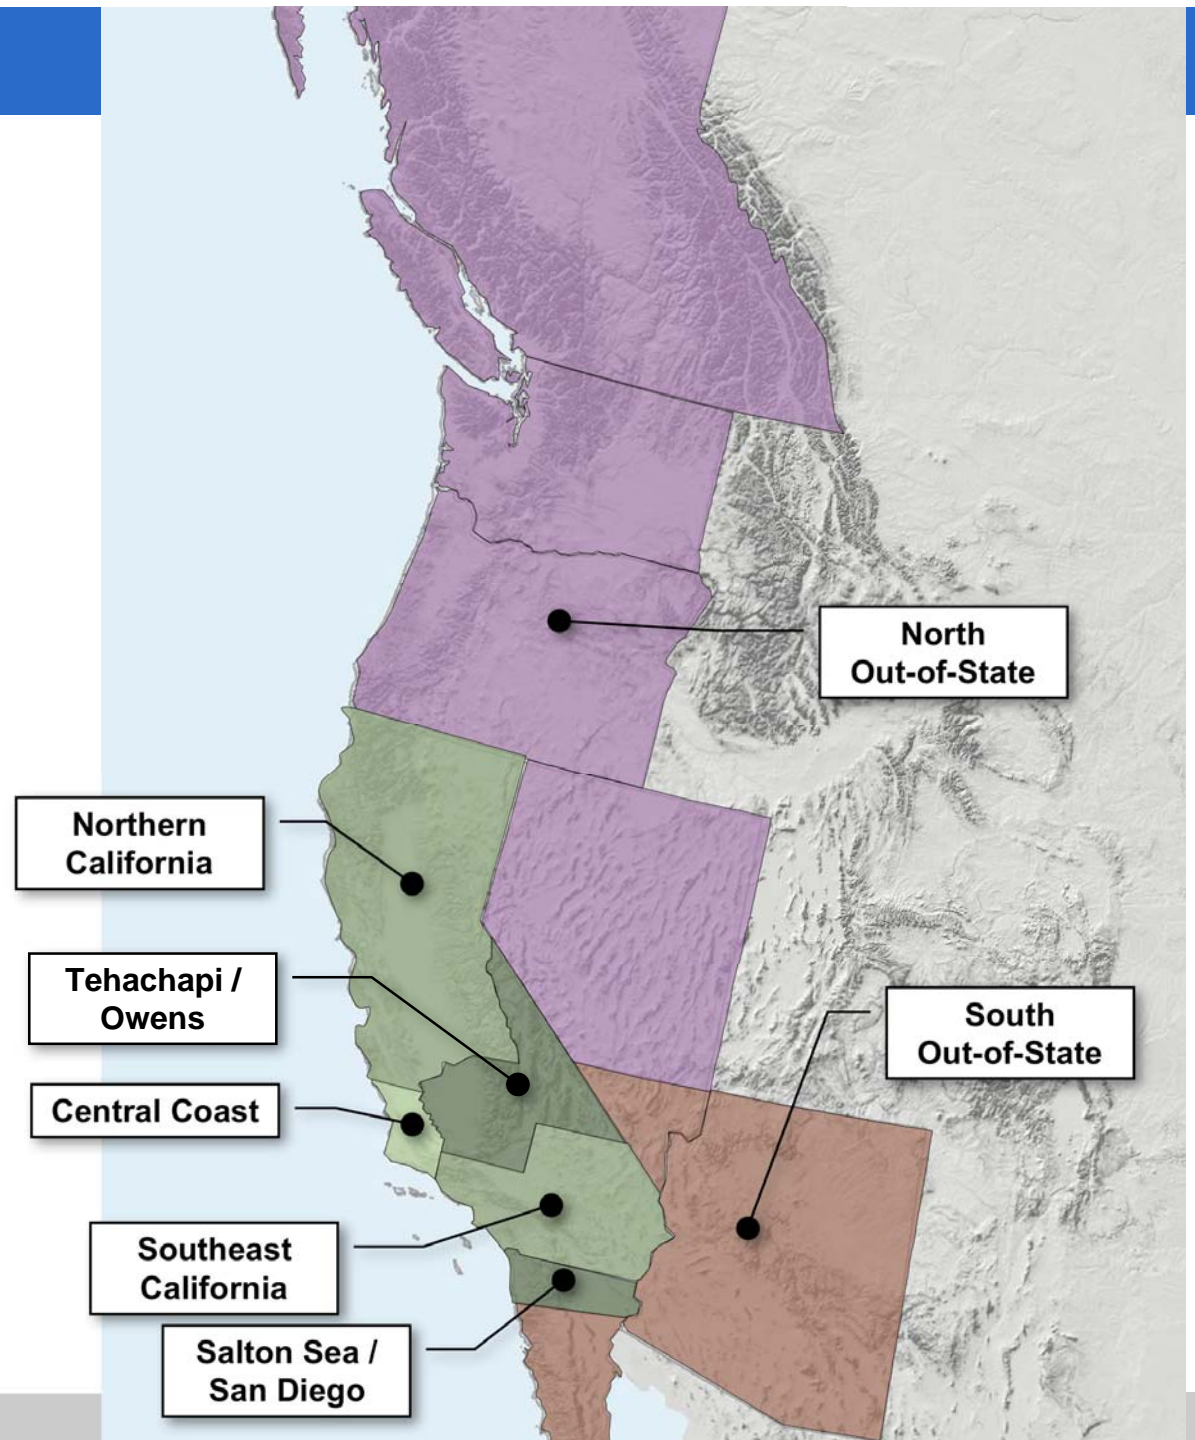 North
Out-of-State
Northern
California
Tehachapi /
Owens
South
Out-of-State
Central Coast
Southeast
California
Salton Sea /
San Diego